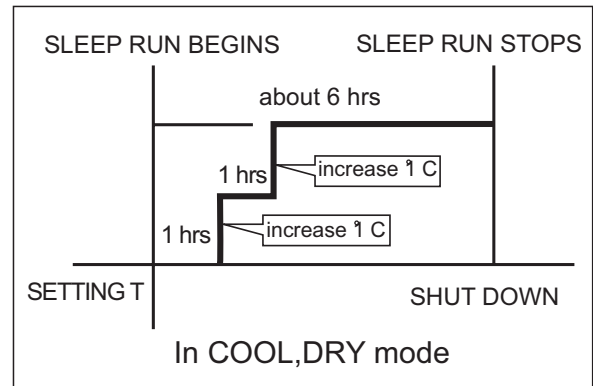 SLEEP RUN BEGINS
SLEEP RUN STOPS
about 6 hrs
1 hrs
increase 1°C
1 hrs
increase 1°C
SETTING T
SHUT DOWN
In COOL,DRY mode